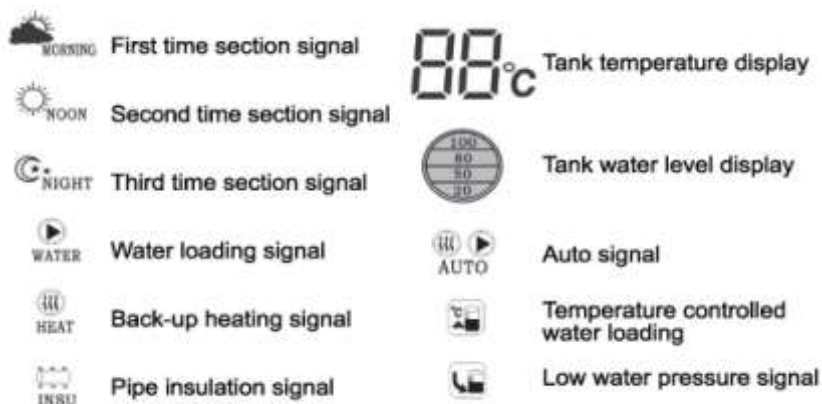 MORNING First time section signal
NOON Second time section signal
NIGHT Third time section signal
WATER Water loading signal
HEAT Back-up heating signal
INSU Pipe insulation signal
88°C Tank temperature display
100
80
50
20
Tank water level display
AUTO Auto signal
°C Temperature controlled
water loading
Low water pressure signal